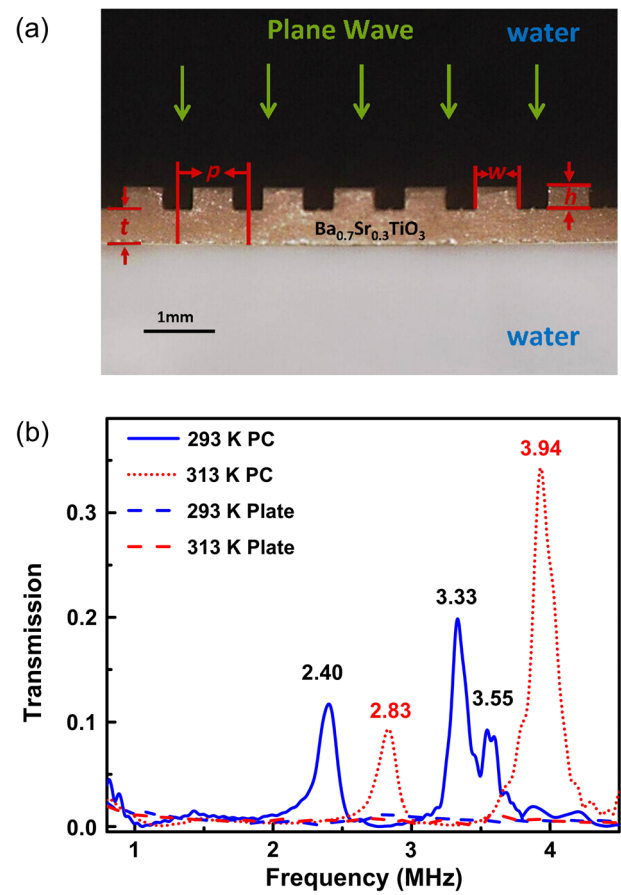 (a)
Plane Wave
water
p
w
h
t
Ba0.7Sr0.3TiO3
1mm
water
(b)
293 K PC
313 K PC
293 K Plate
313 K Plate
3.94
3.33
3.55
2.40
2.83
0.3
0.2
0.1
0.0
Transmission
1 2 3 4
Frequency (MHz)